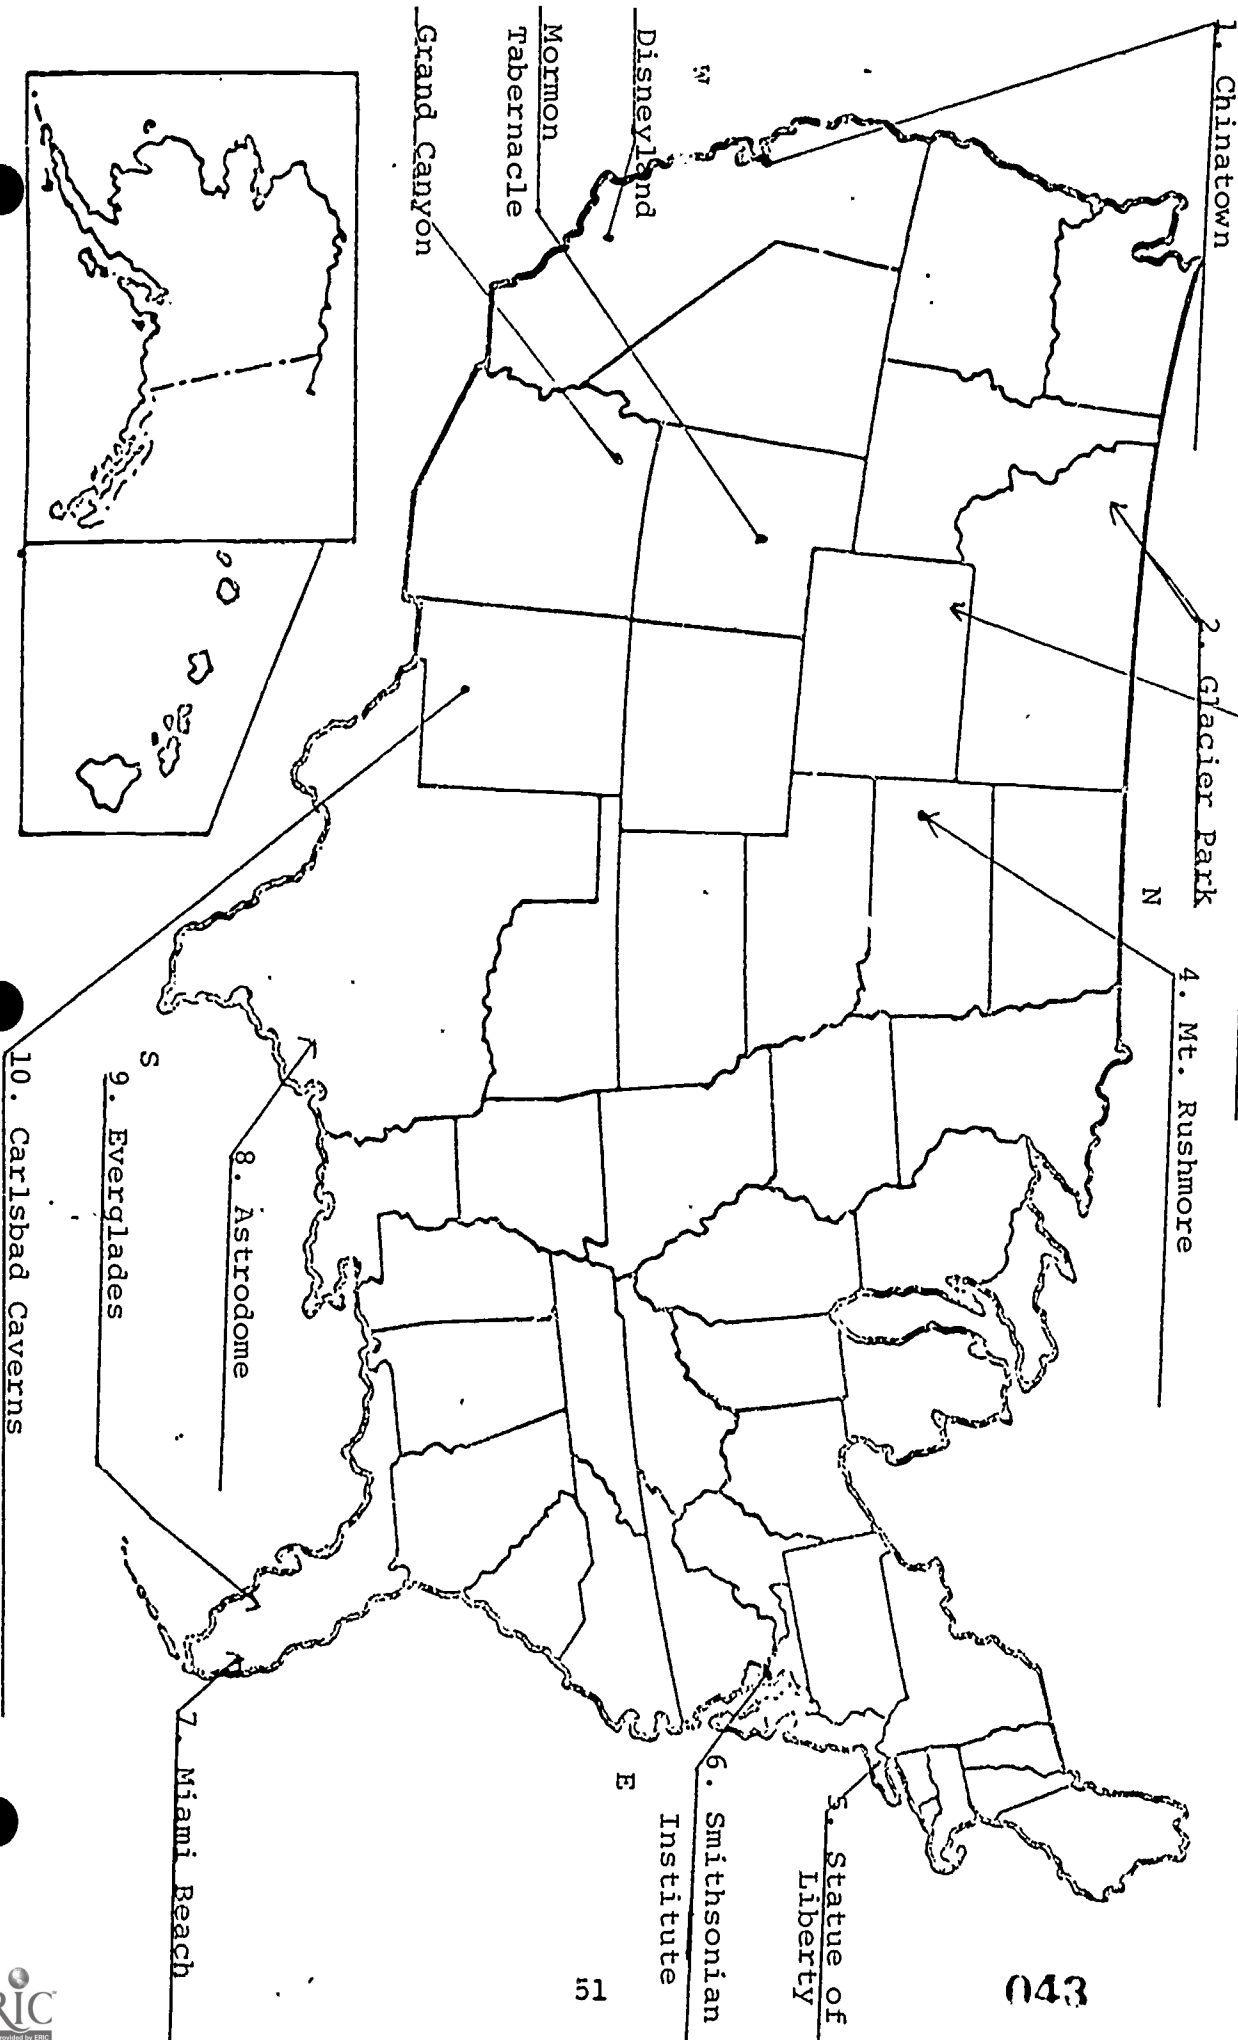 1. Chinatown
2. Glacier Park
N
4. Mt. Rushmore
W
Disneyland
Mormon
Tabernacle
Grand Canyon
5. Statue of
Liberty
6. Smithsonian
Institute
E
7. Miami Beach
8. Astrodome
S
9. Everglades
10. Carlsbad Caverns
51
043
RIC